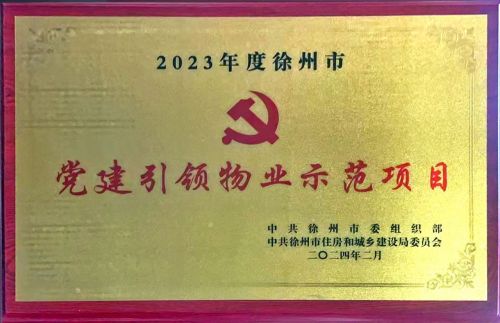 2023年度徐州市
党建引领物业示范项目
中共徐州市委组织部
中共徐州市住房和城乡建设局委员会
二〇二四年二月